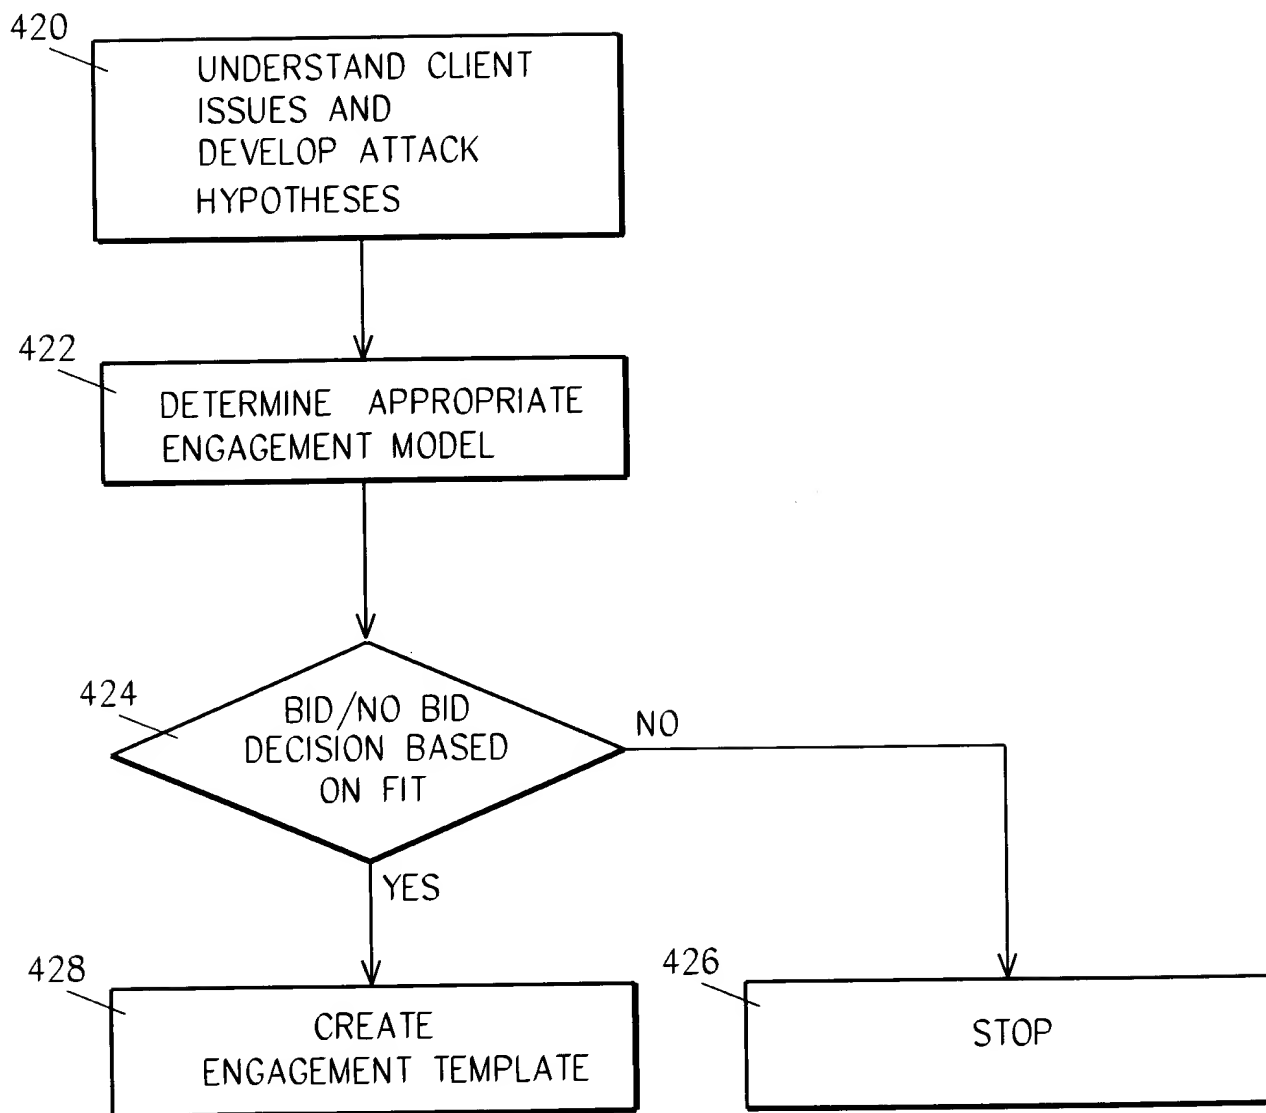 420
UNDERSTAND CLIENT
ISSUES AND
DEVELOP ATTACK
HYPOTHESES
422
DETERMINE APPROPRIATE
ENGAGEMENT MODEL
424
BID/NO BID
DECISION BASED
ON FIT
NO
YES
428
CREATE
ENGAGEMENT TEMPLATE
426
STOP